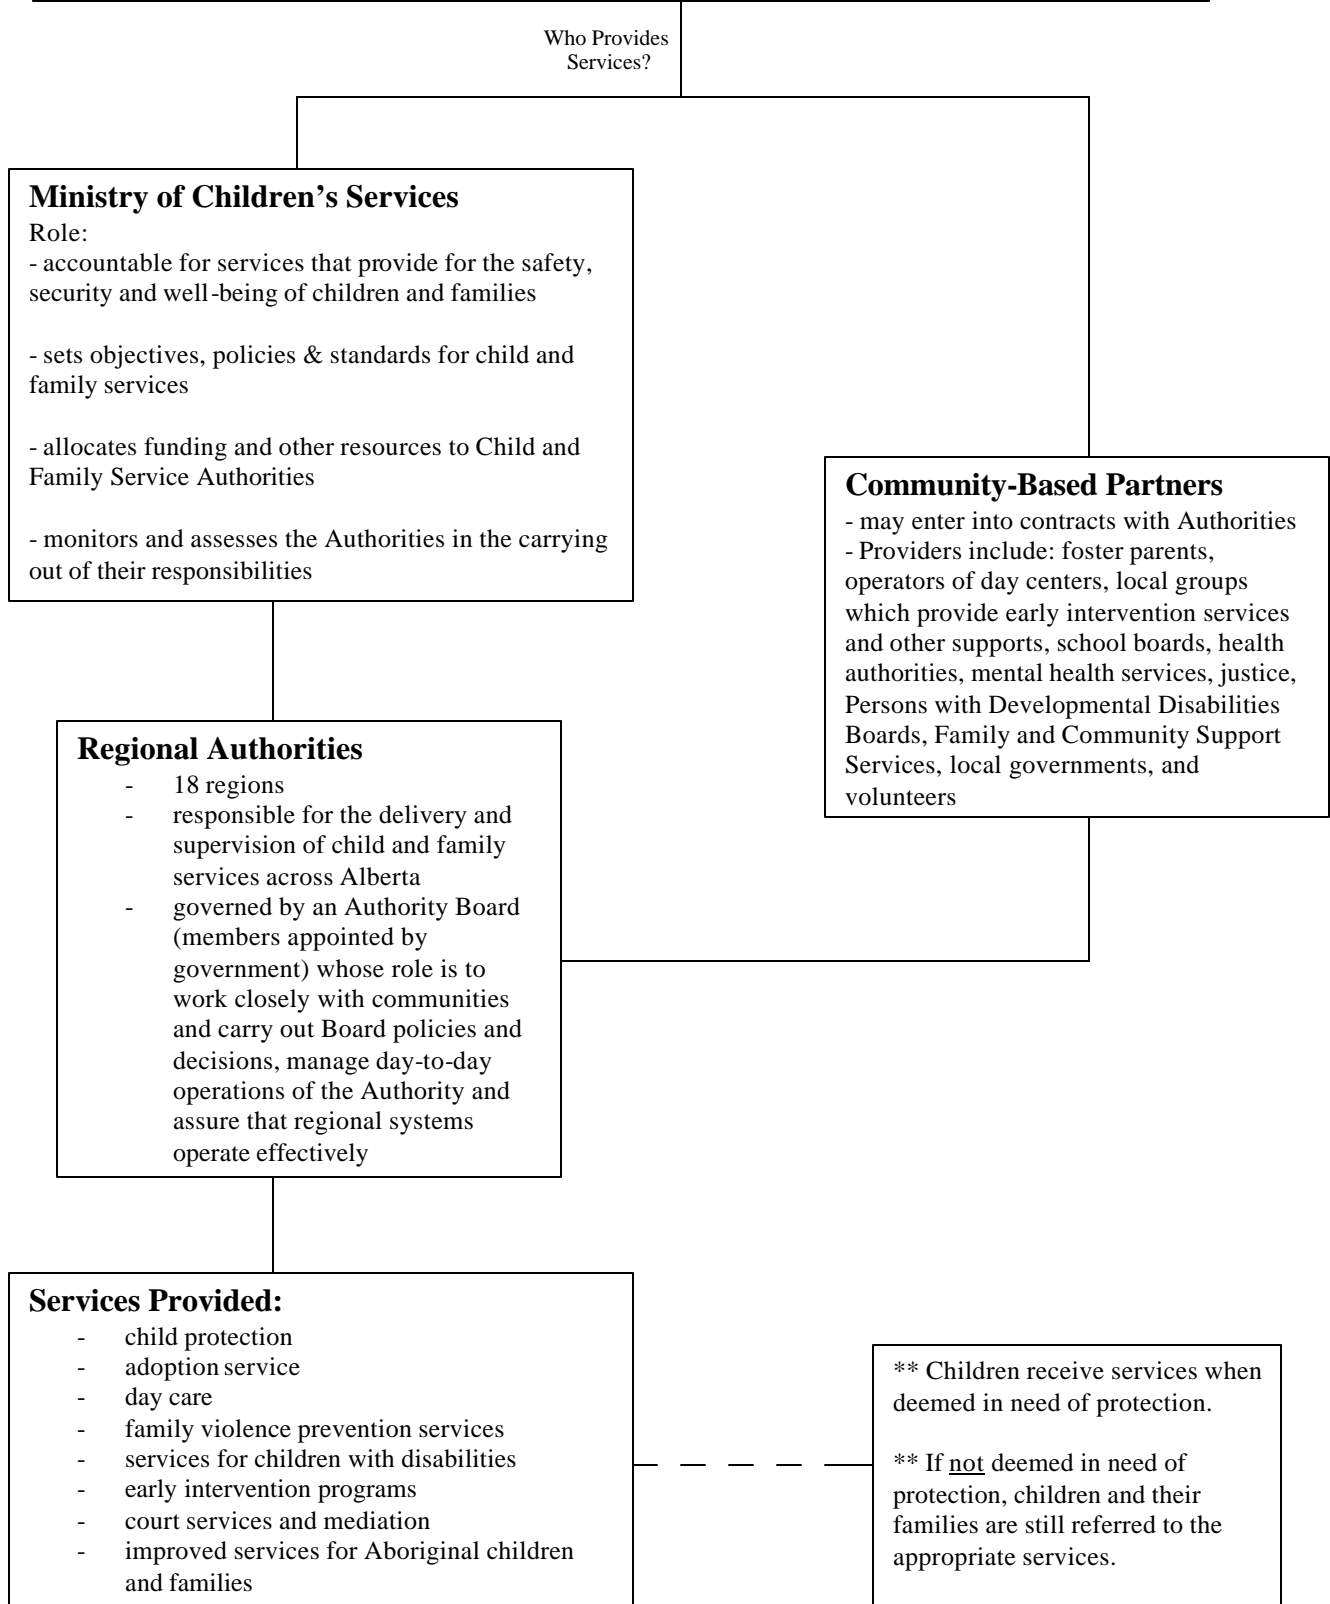 Who Provides
Services?
Ministry of Children’s Services
Role:
- accountable for services that provide for the safety,
security and well-being of children and families
- sets objectives, policies & standards for child and
family services
- allocates funding and other resources to Child and
Family Service Authorities
- monitors and assesses the Authorities in the carrying
out of their responsibilities
Community-Based Partners
- may enter into contracts with Authorities
- Providers include: foster parents,
operators of day centers, local groups
which provide early intervention services
and other supports, school boards, health
authorities, mental health services, justice,
Persons with Developmental Disabilities
Boards, Family and Community Support
Services, local governments, and
volunteers
Regional Authorities
- 18 regions
- responsible for the delivery and
supervision of child and family
services across Alberta
- governed by an Authority Board
(members appointed by
government) whose role is to
work closely with communities
and carry out Board policies and
decisions, manage day-to-day
operations of the Authority and
assure that regional systems
operate effectively
Services Provided:
- child protection
- adoption service
- day care
- family violence prevention services
- services for children with disabilities
- early intervention programs
- court services and mediation
- improved services for Aboriginal children
and families
** Children receive services when
deemed in need of protection.
** If not deemed in need of
protection, children and their
families are still referred to the
appropriate services.